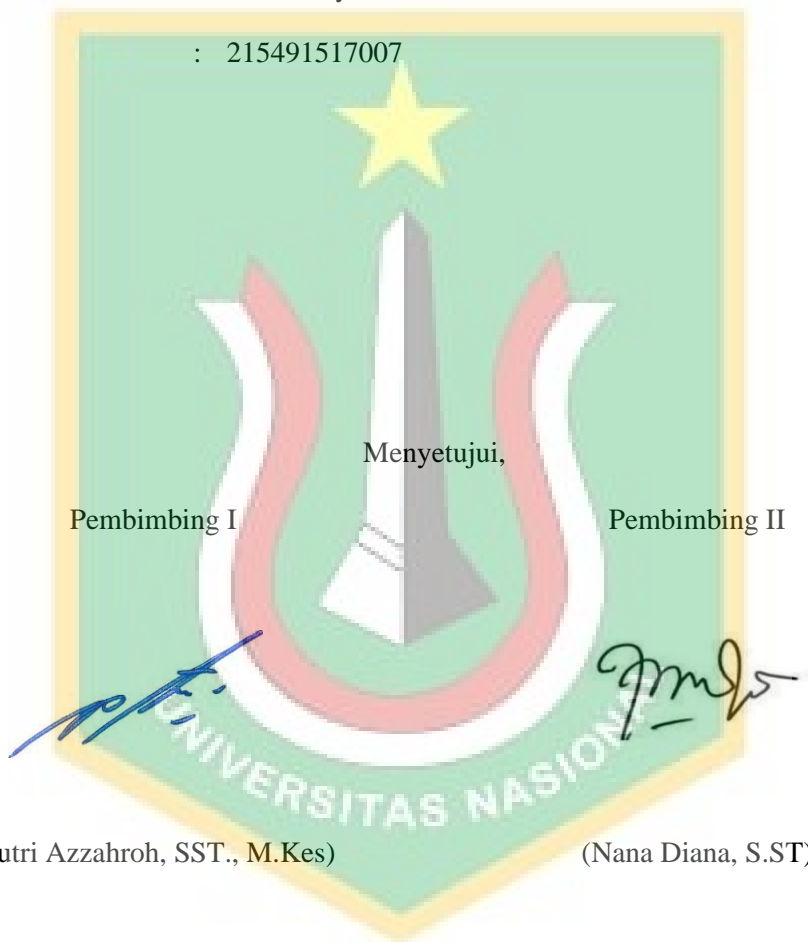 : 215491517007
Menyetujui,
Pembimbing I Pembimbing II
UNIVERSITAS NASIONAL
utri Azzahroh, SST., M.Kes) (Nana Diana, S.ST)